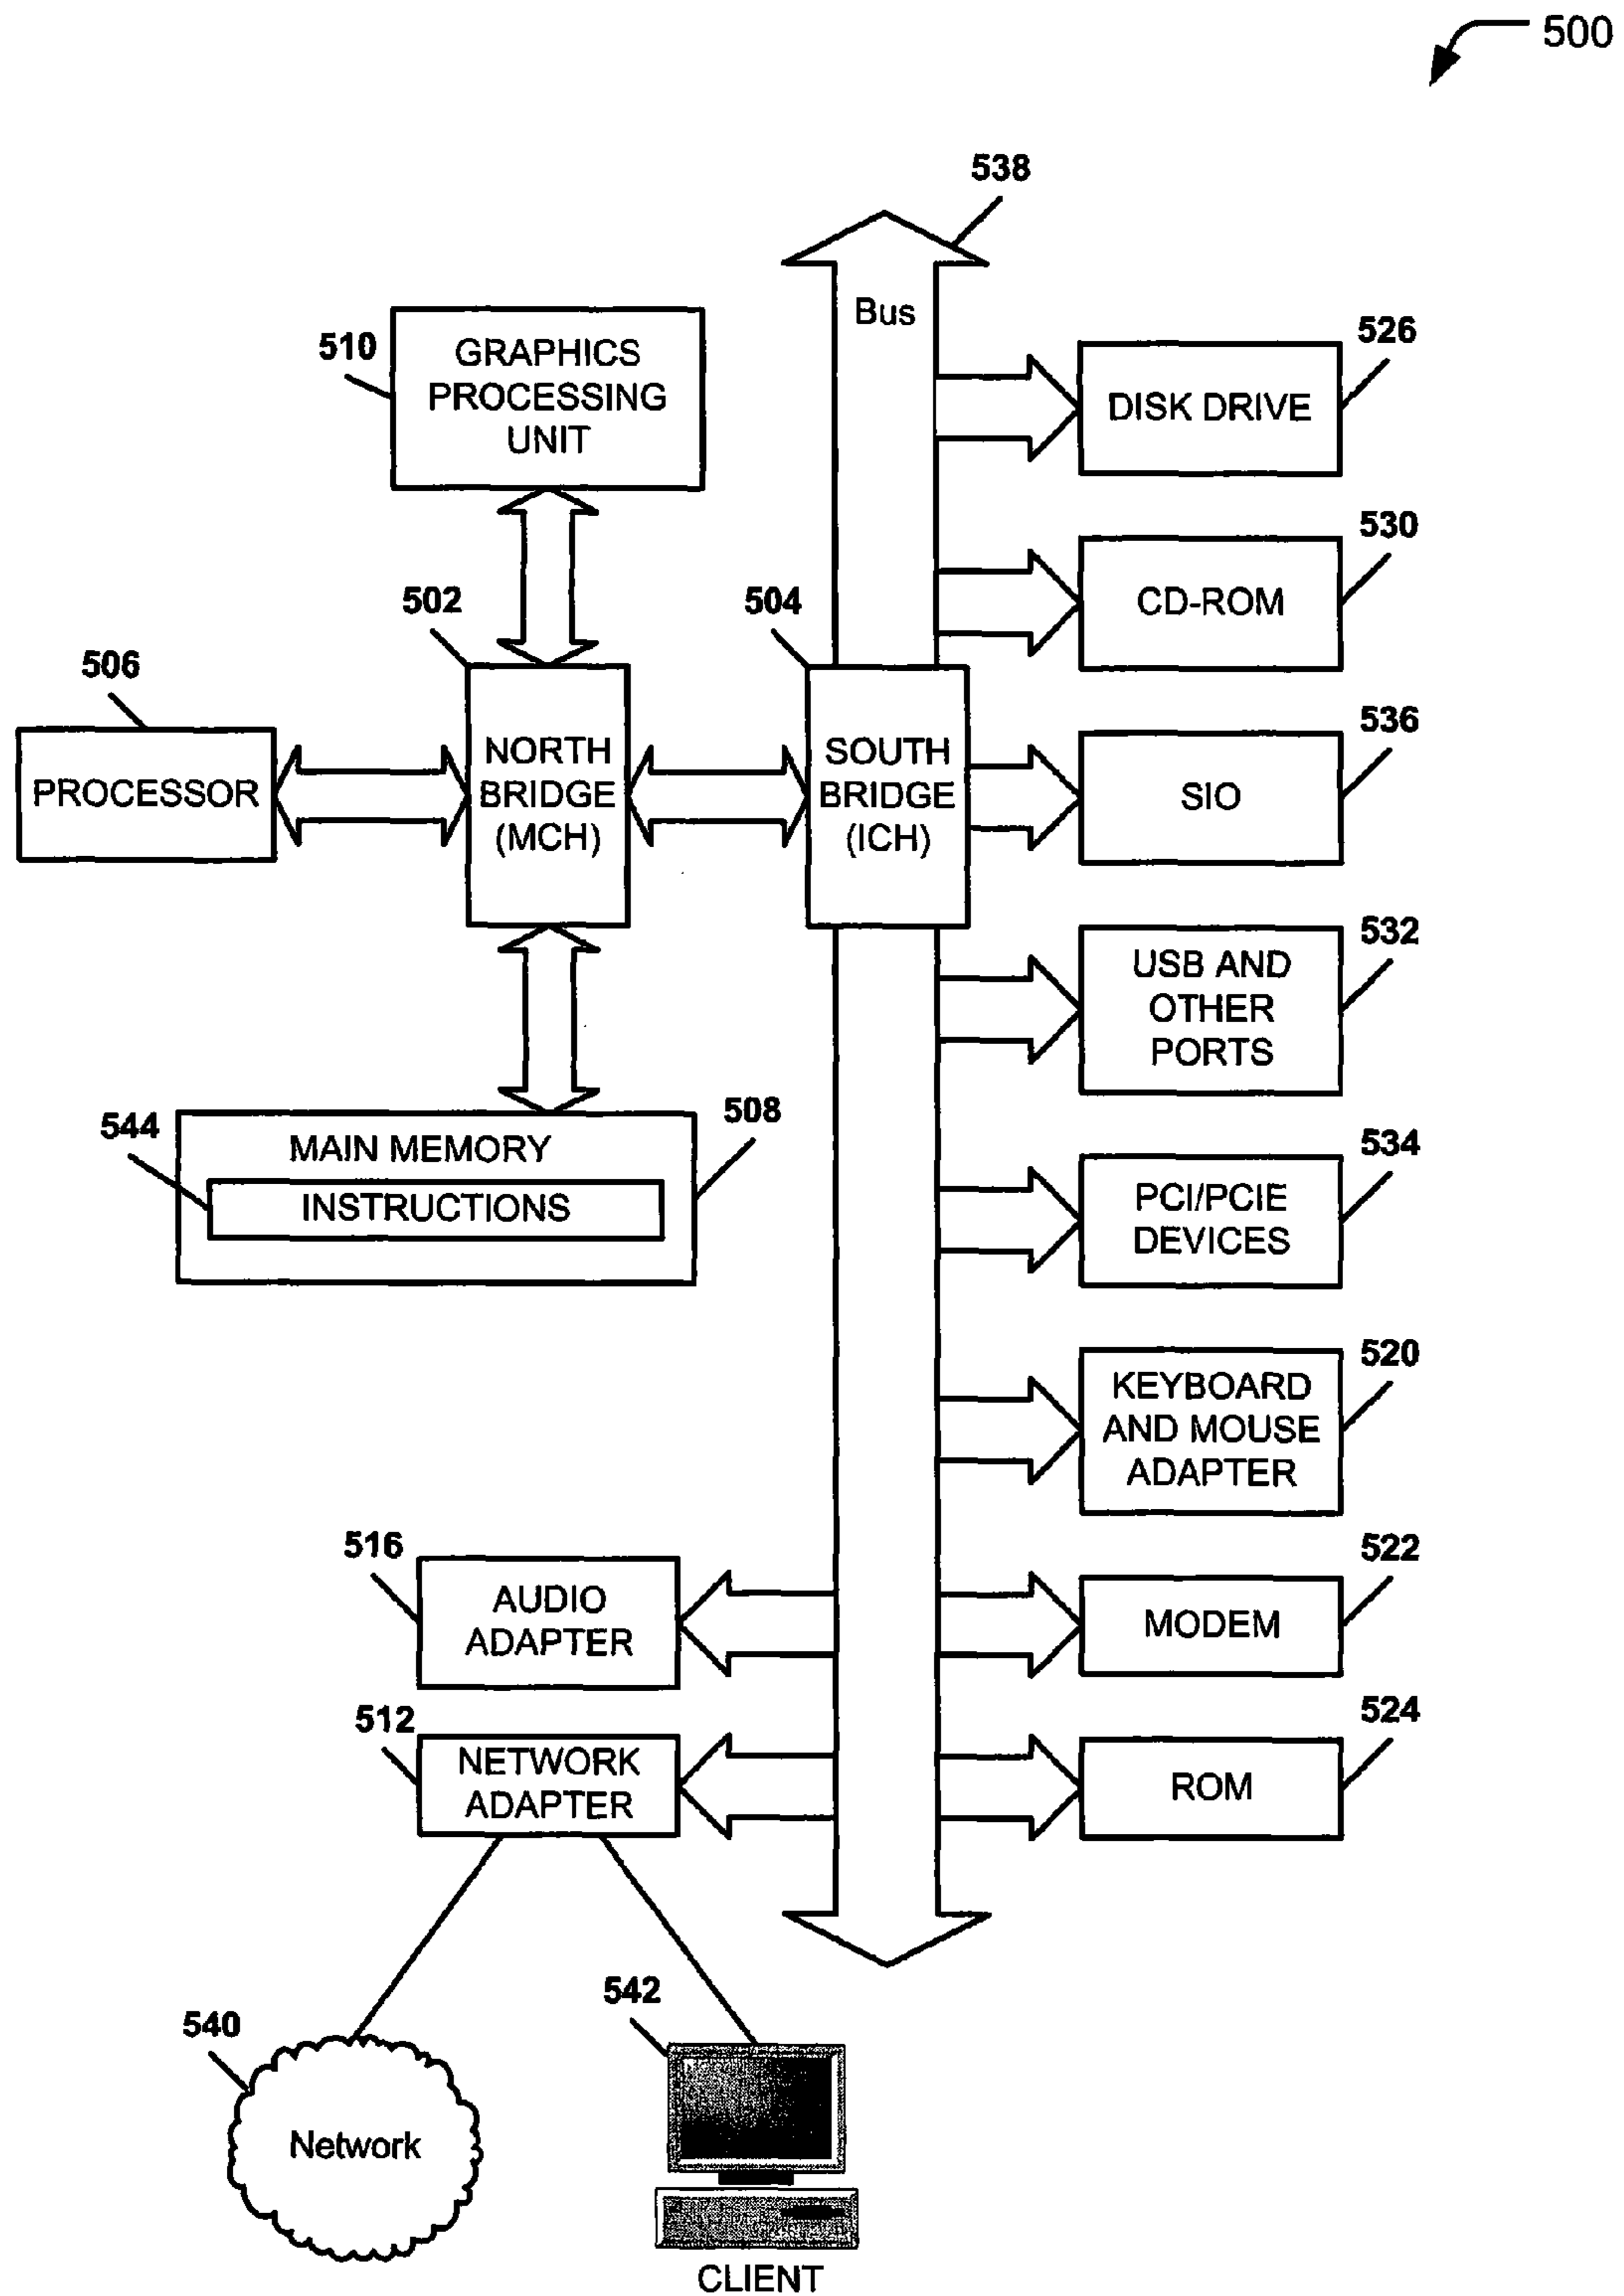 500
538
Bus
510
GRAPHICS
PROCESSING
UNIT
526
DISK DRIVE
530
CD-ROM
502
504
506
PROCESSOR
NORTH
BRIDGE
(MCH)
SOUTH
BRIDGE
(ICH)
536
SIO
532
USB AND
OTHER
PORTS
544
508
MAIN MEMORY
INSTRUCTIONS
534
PCI/PCIE
DEVICES
520
KEYBOARD
AND MOUSE
ADAPTER
516
AUDIO
ADAPTER
522
MODEM
512
NETWORK
ADAPTER
524
ROM
540
Network
542
CLIENT